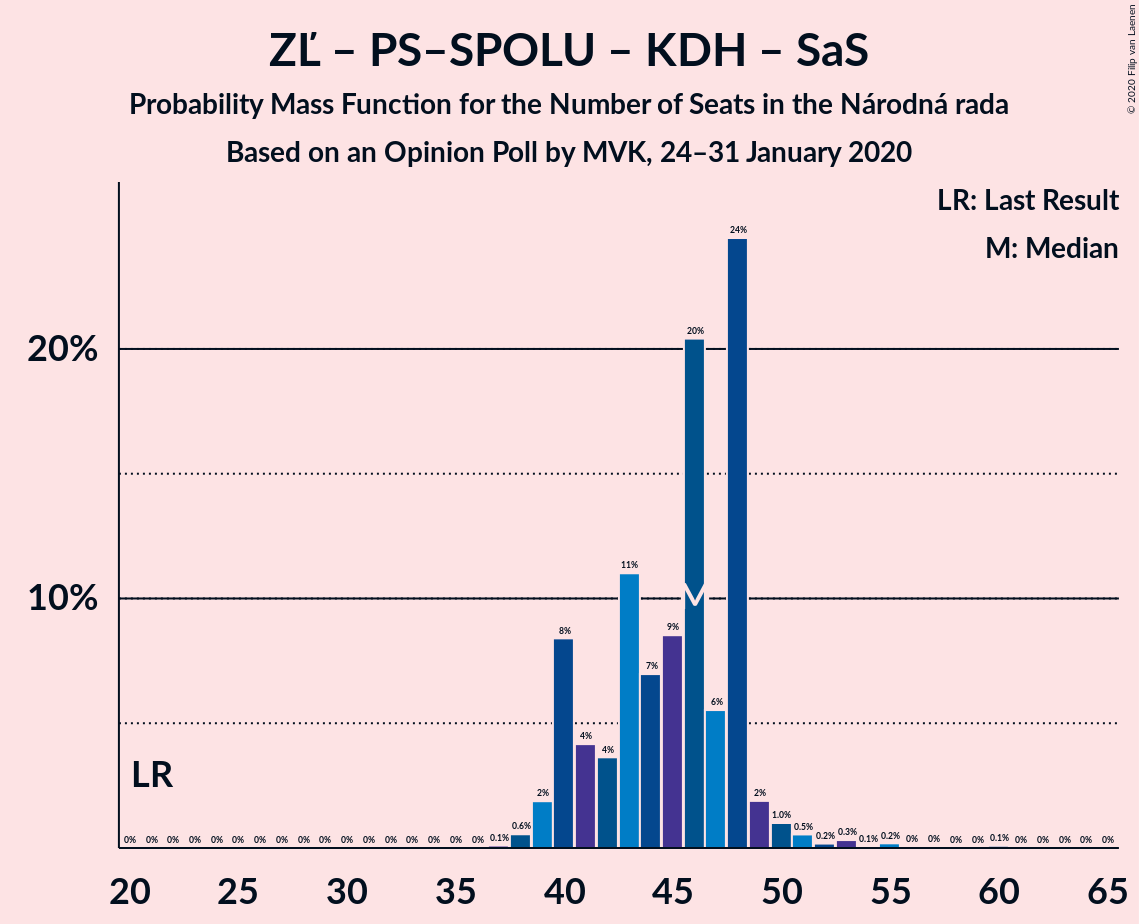 ZĽ – PS–SPOLU – KDH – SaS
Probability Mass Function for the Number of Seats in the Národná rada
Based on an Opinion Poll by MVK, 24–31 January 2020
© 2020 Filip van Laenen
LR: Last Result
M: Median
20%
10%
LR
M
0% 0% 0% 0% 0% 0% 0% 0% 0% 0% 0% 0% 0% 0% 0% 0% 0% 0.1% 0.6% 2% 8% 4% 4% 11% 7% 9% 20% 6% 24% 2% 1.0% 0.5% 0.2% 0.3% 0.1% 0.2% 0% 0% 0% 0% 0.1% 0% 0% 0% 0% 0%
20 25 30 35 40 45 50 55 60 65